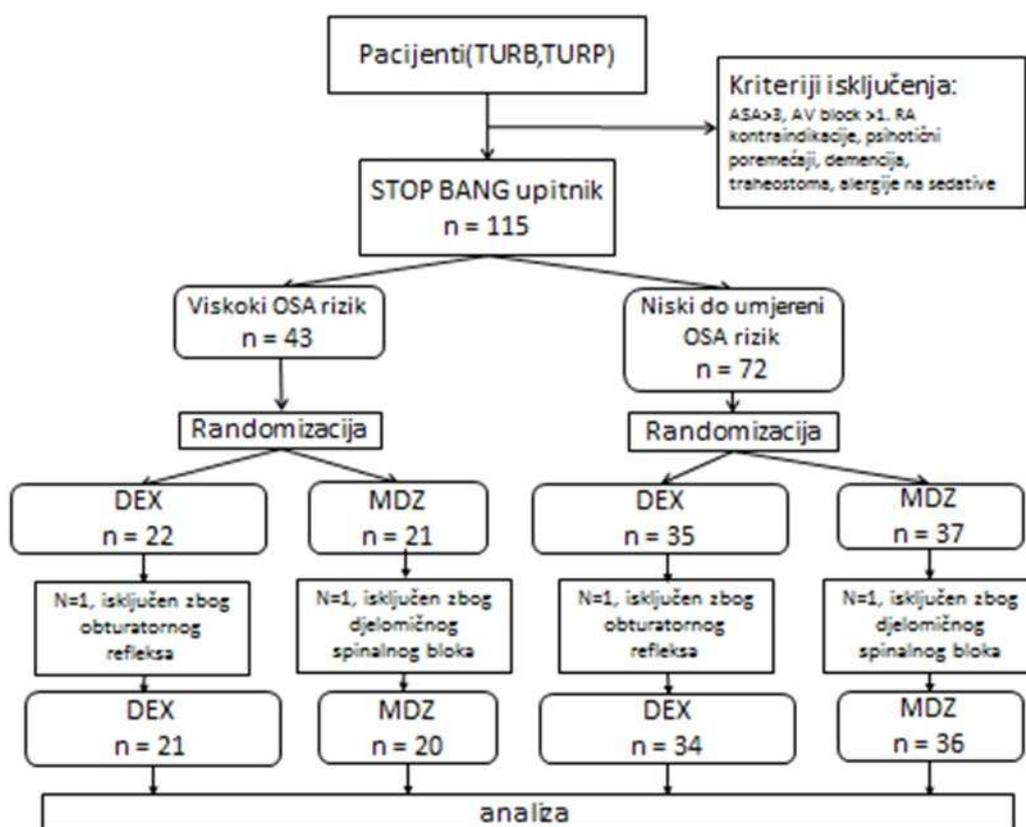 Pacijenti(TURB,TURP)
Kriteriji isključenja:
ASA>3, AV block >1. RA
kontraindikacije, psihotični
poremećaji, demencija,
traheostoma, alergije na sedative
STOP BANG upitnik
n = 115
Viskoki OSA rizik
n = 43
Niski do umjereni
OSA rizik
n = 72
Randomizacija
Randomizacija
DEX
n = 22
MDZ
n = 21
DEX
n = 35
MDZ
n = 37
N=1, isključen zbog
obturatornog
refleksa
N=1, isključen zbog
djelomičnog
spinalnog bloka
N=1, isključen zbog
obturatornog
refleksa
N=1, isključen zbog
djelomičnog
spinalnog bloka
DEX
n = 21
MDZ
n = 20
DEX
n = 34
MDZ
n = 36
analiza